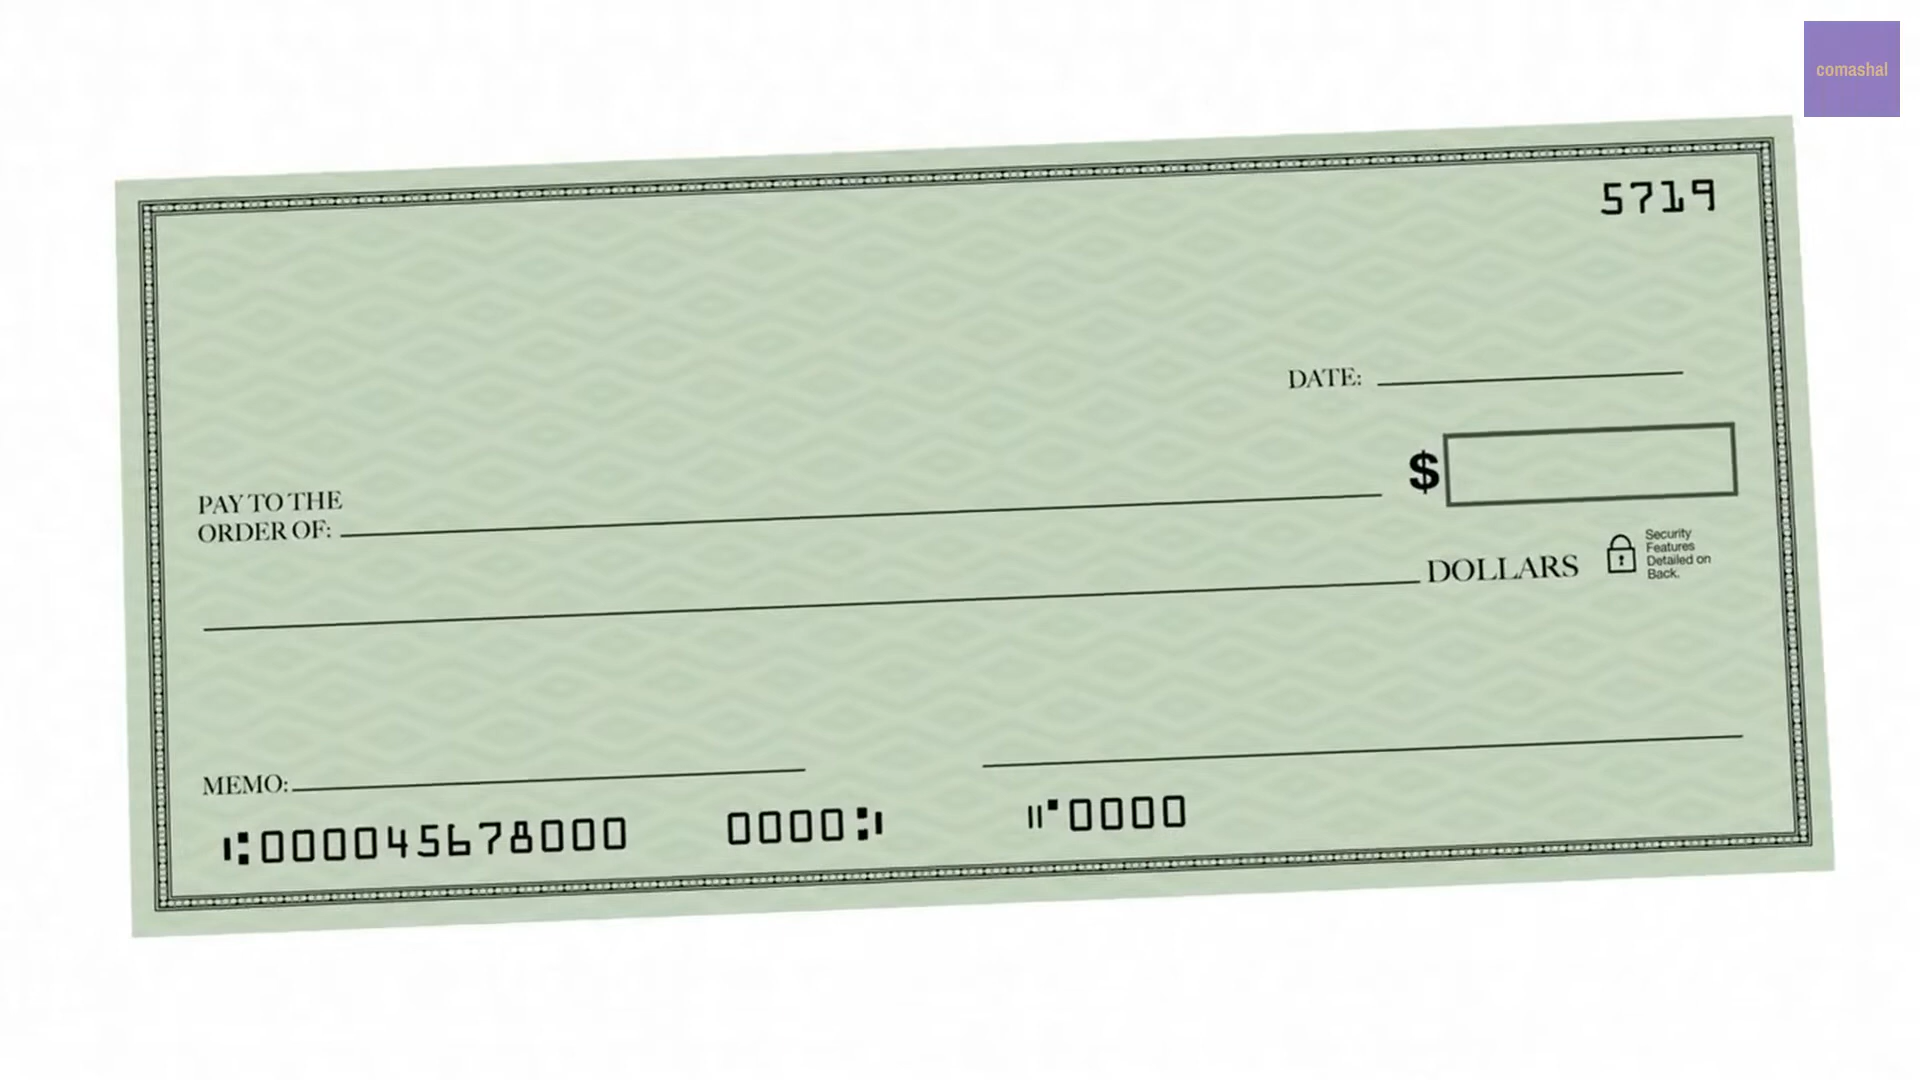 comashal
5719
DATE:
$
PAY TO THE
ORDER OF:
DOLLARS
Security
Features
Detailed on
Back.
MEMO:
⑆000045678000 0000⑆ ⑈0000